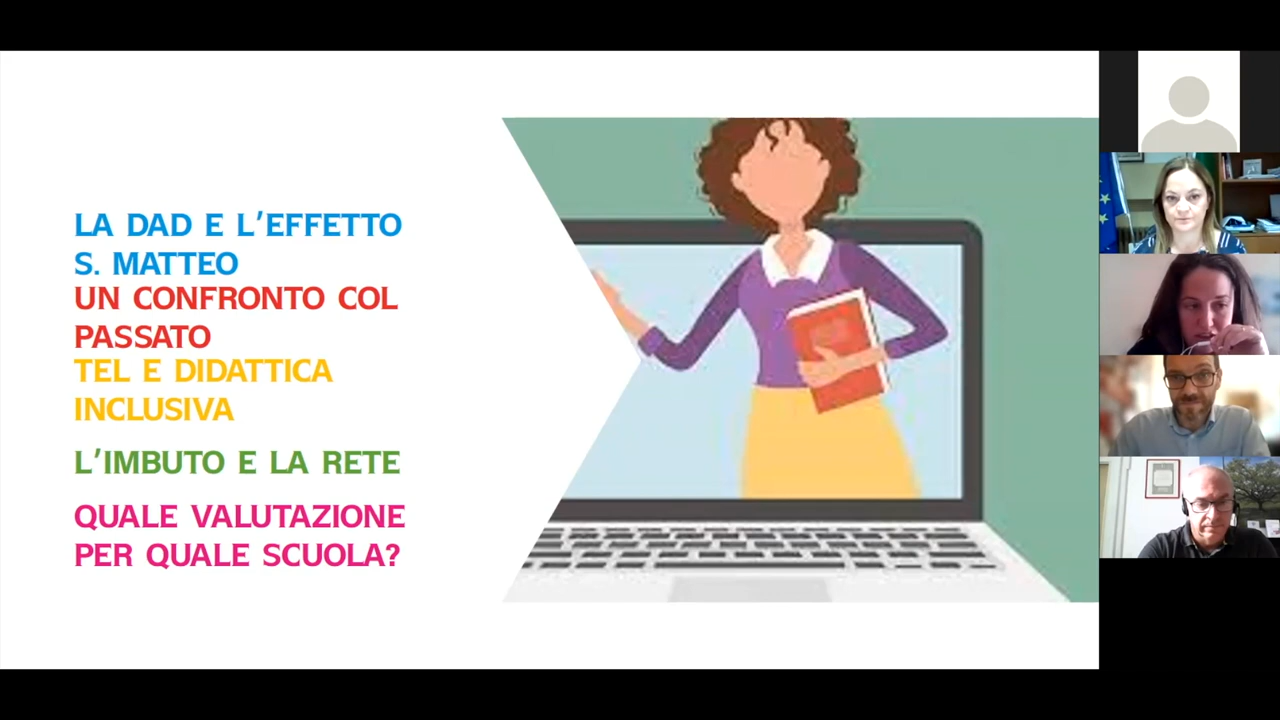 LA DAD E L'EFFETTO
S. MATTEO
UN CONFRONTO COL
PASSATO
TEL E DIDATTICA
INCLUSIVA
L'IMBUTO E LA RETE
QUALE VALUTAZIONE
PER QUALE SCUOLA?